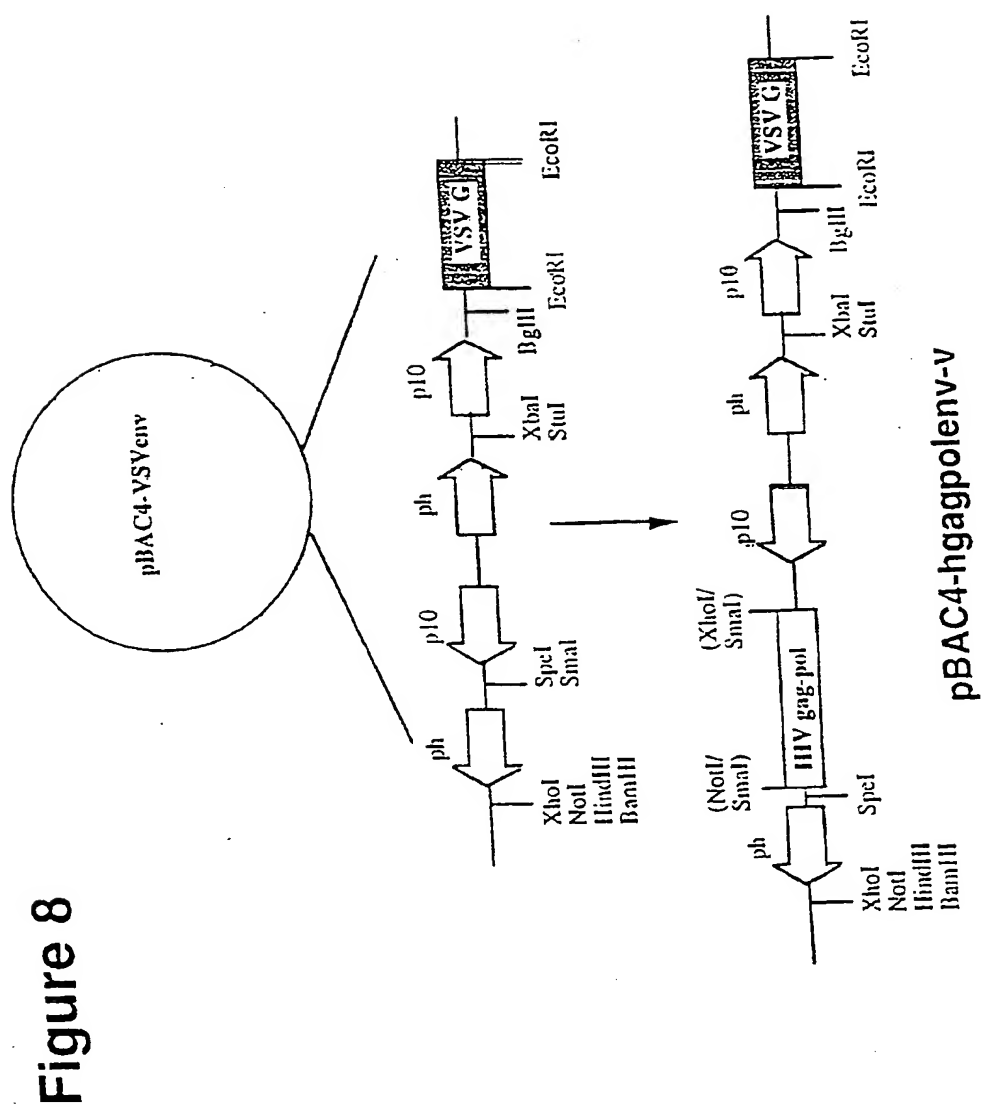 Figure 8
pBAC4-VSVenv
ph
p10
ph
p10
VSV G
XhoI
NotI
HindIII
BamHI
SpeI
SmaI
XbaI
StuI
BglII
EcoRI
EcoRI
ph
(NotI/
SmaI)
HIV gag-pol
(XhoI/
SmaI)
p10
ph
p10
VSV G
XhoI
NotI
HindIII
BamHI
SpeI
XbaI
StuI
BglII
EcoRI
EcoRI
pBAC4-hgagpolenv-v